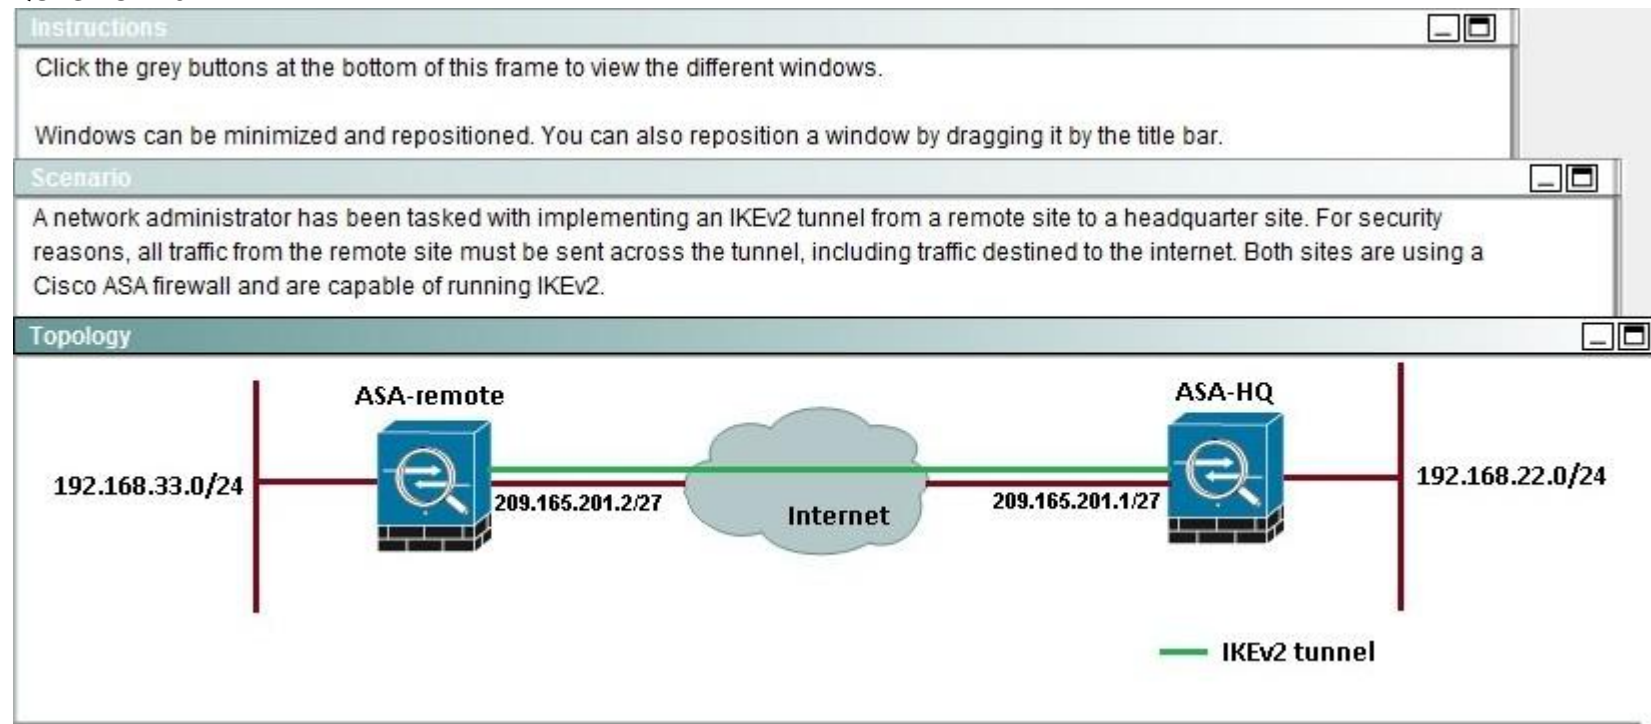 Instructions
Click the grey buttons at the bottom of this frame to view the different windows.
Windows can be minimized and repositioned. You can also reposition a window by dragging it by the title bar.
Scenario
A network administrator has been tasked with implementing an IKEv2 tunnel from a remote site to a headquarter site. For security
reasons, all traffic from the remote site must be sent across the tunnel, including traffic destined to the internet. Both sites are using a
Cisco ASA firewall and are capable of running IKEv2.
Topology
ASA-remote
ASA-HQ
192.168.33.0/24
209.165.201.2/27
Internet
209.165.201.1/27
192.168.22.0/24
IKEv2 tunnel